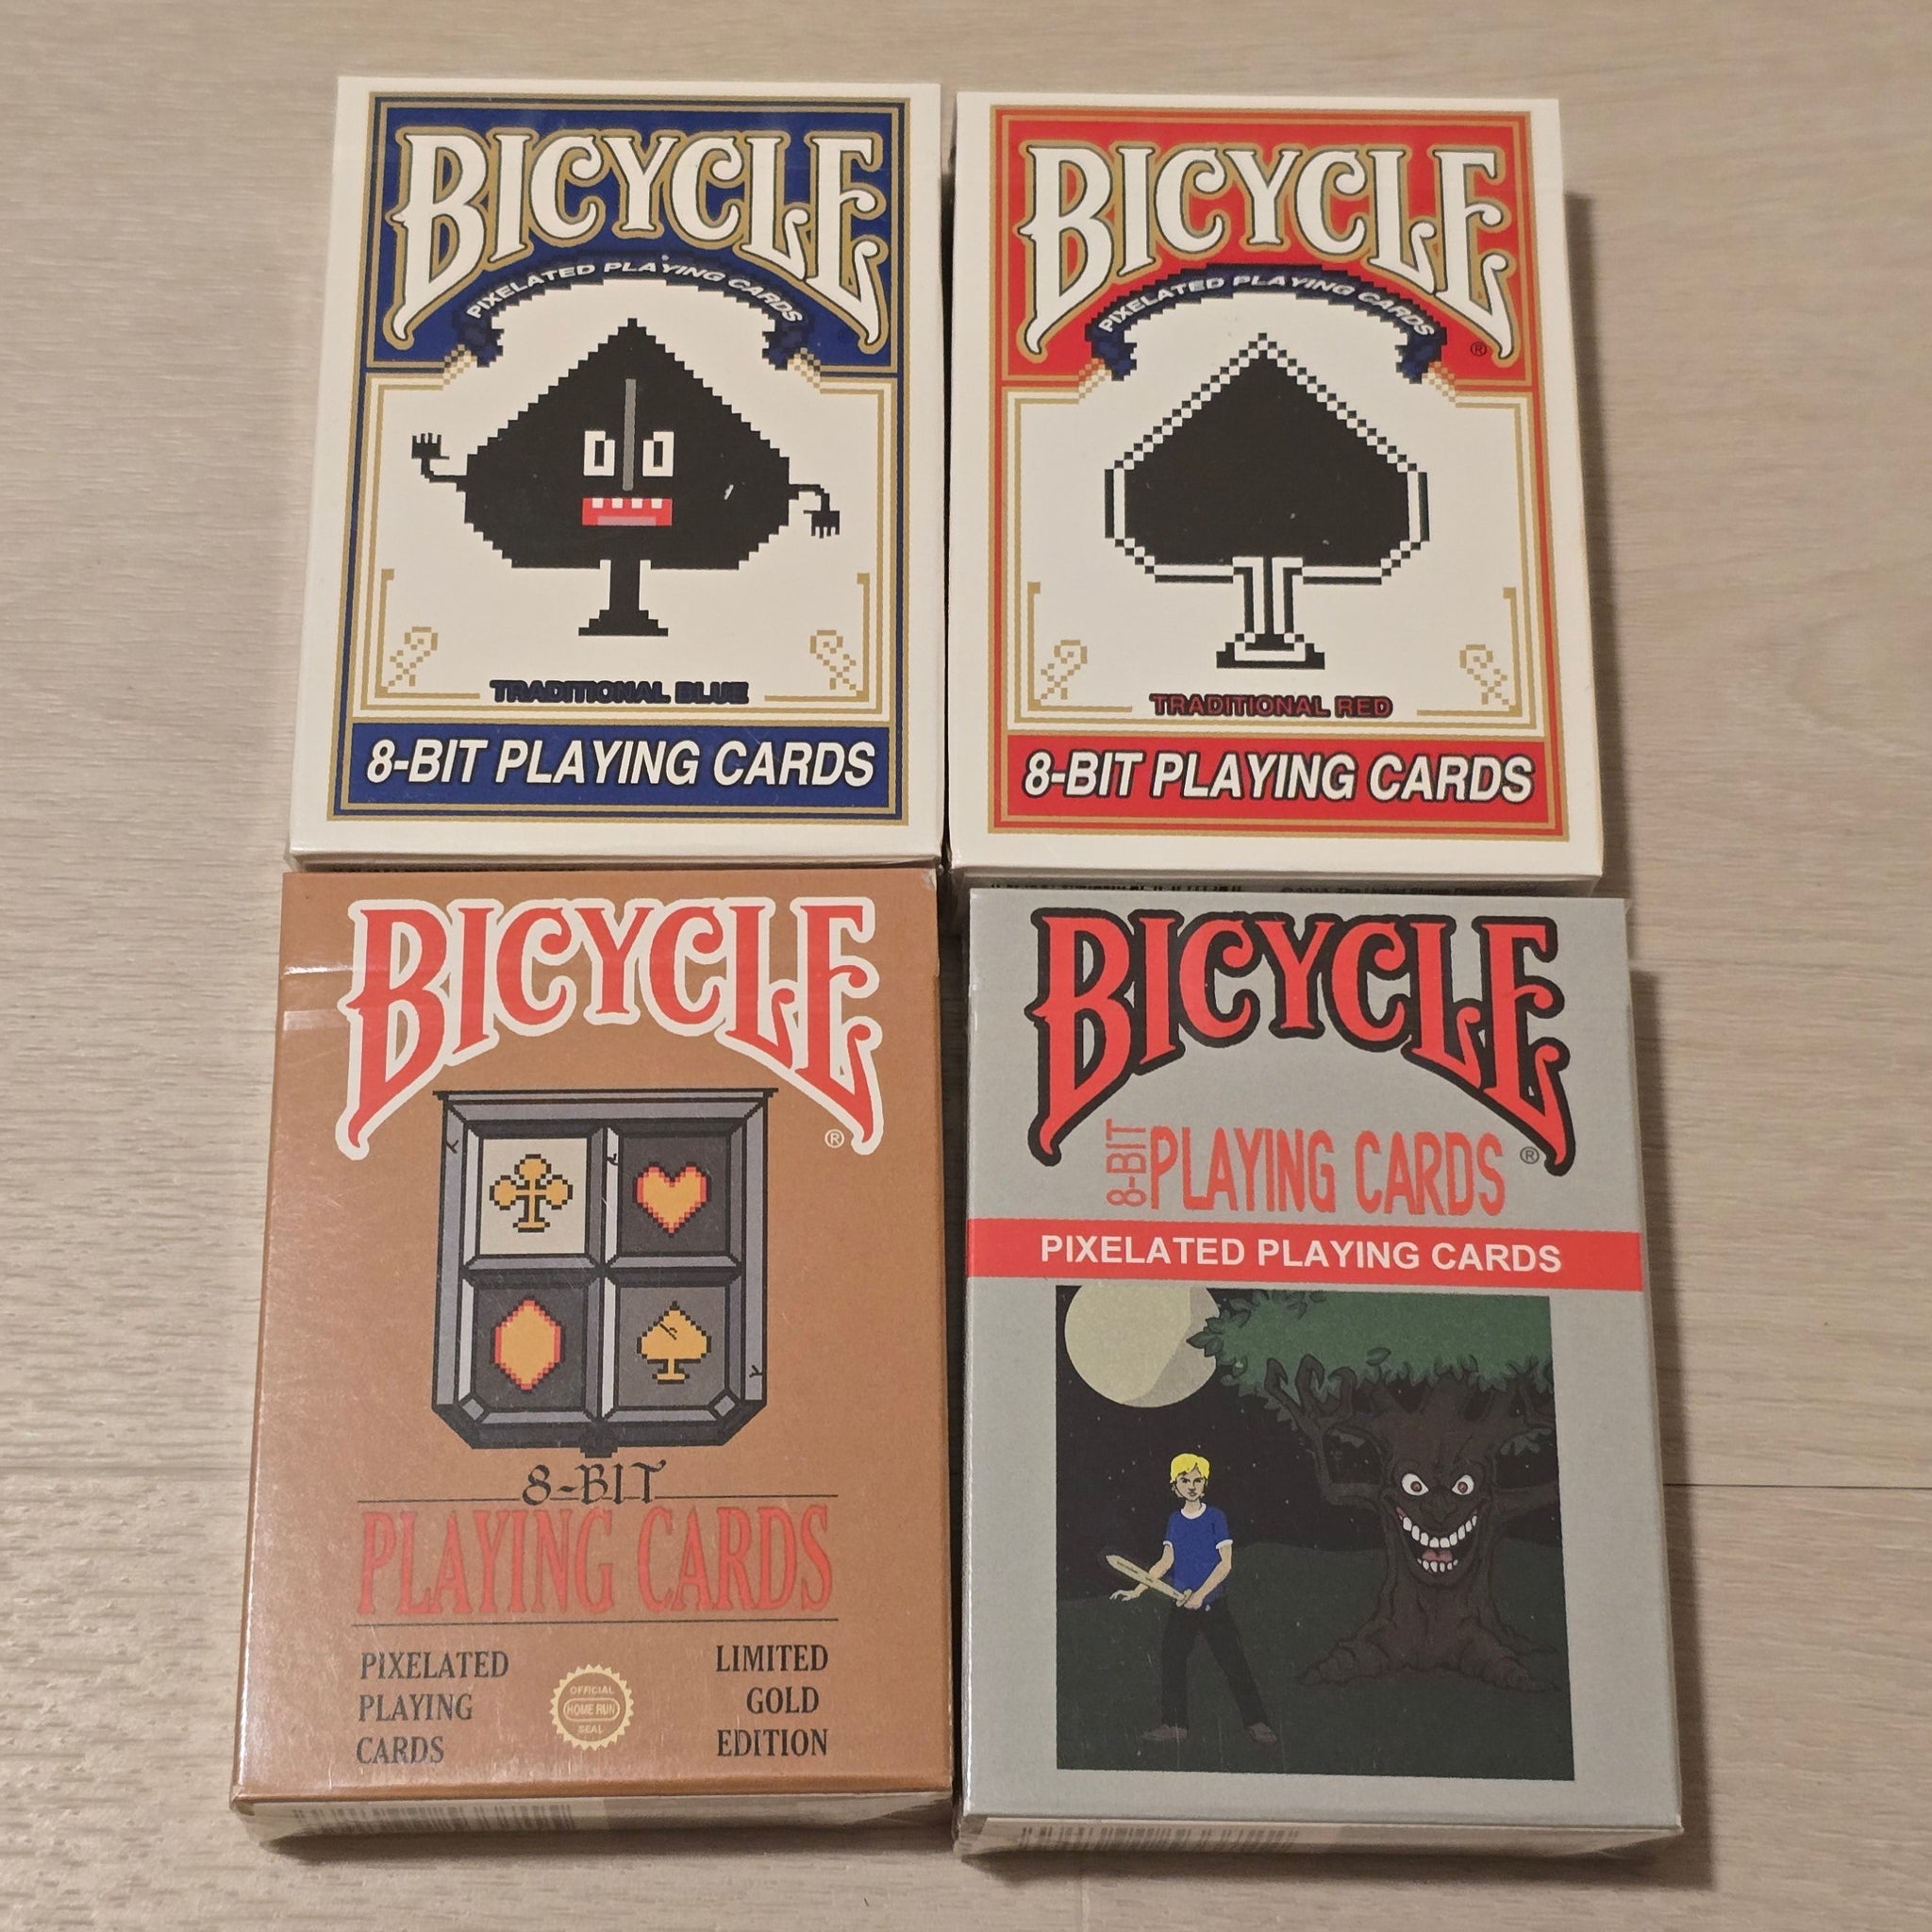 BICYCLE
PIXELATED PLAYING CARDS
TRADITIONAL BLUE
8-BIT PLAYING CARDS
BICYCLE
PIXELATED PLAYING CARDS
®
TRADITIONAL RED
8-BIT PLAYING CARDS
BICYCLE
®
8-BIT
PLAYING CARDS
PIXELATED
PLAYING
CARDS
OFFICIAL
HOME RUN
SEAL
LIMITED
GOLD
EDITION
BICYCLE
8-BIT PLAYING CARDS ®
PIXELATED PLAYING CARDS